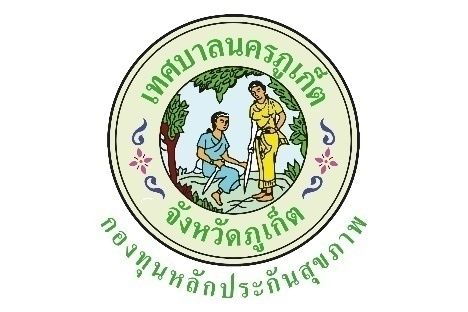 เทศบาลนครภูเก็ต
จังหวัดภูเก็ต
กองทุนหลักประกันสุขภาพ